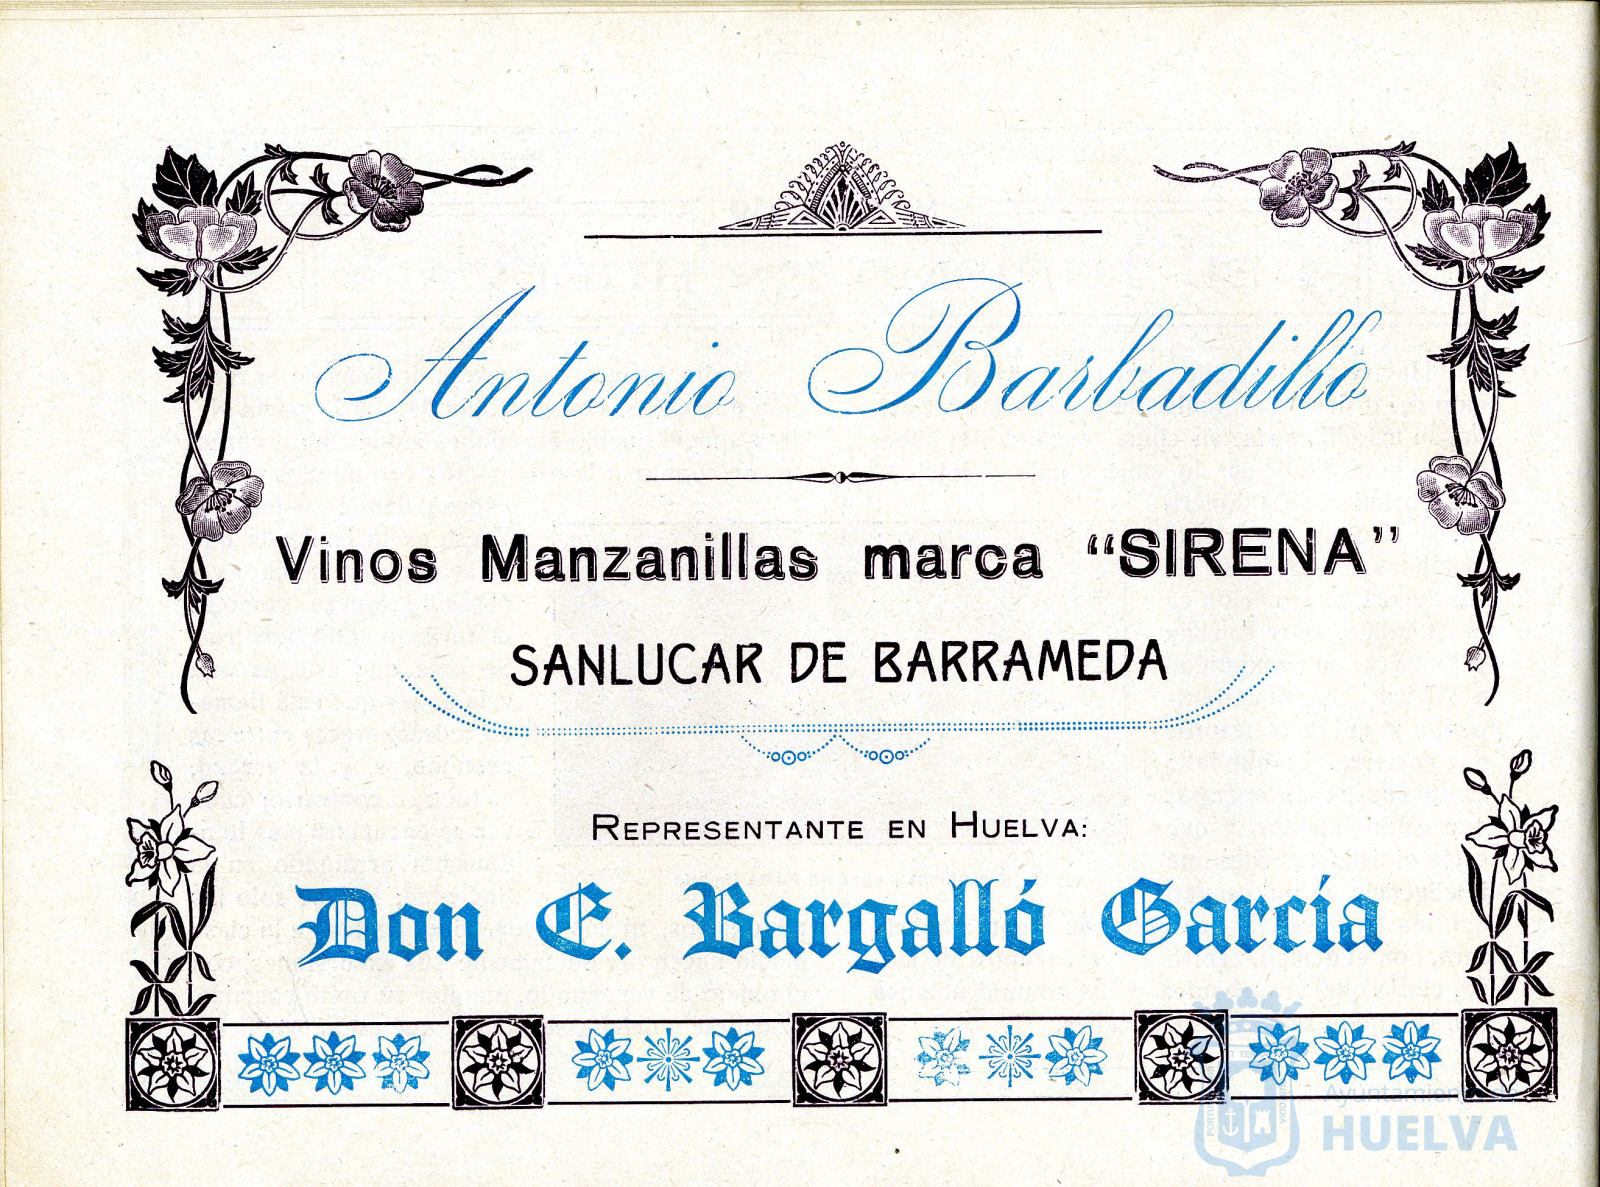 Antonio Barbadillo
Vinos Manzanillas marca “SIRENA”
SANLUCAR DE BARRAMEDA
REPRESENTANTE EN HUELVA:
Don E. Bargalló García
Ayuntamiento
HUELVA